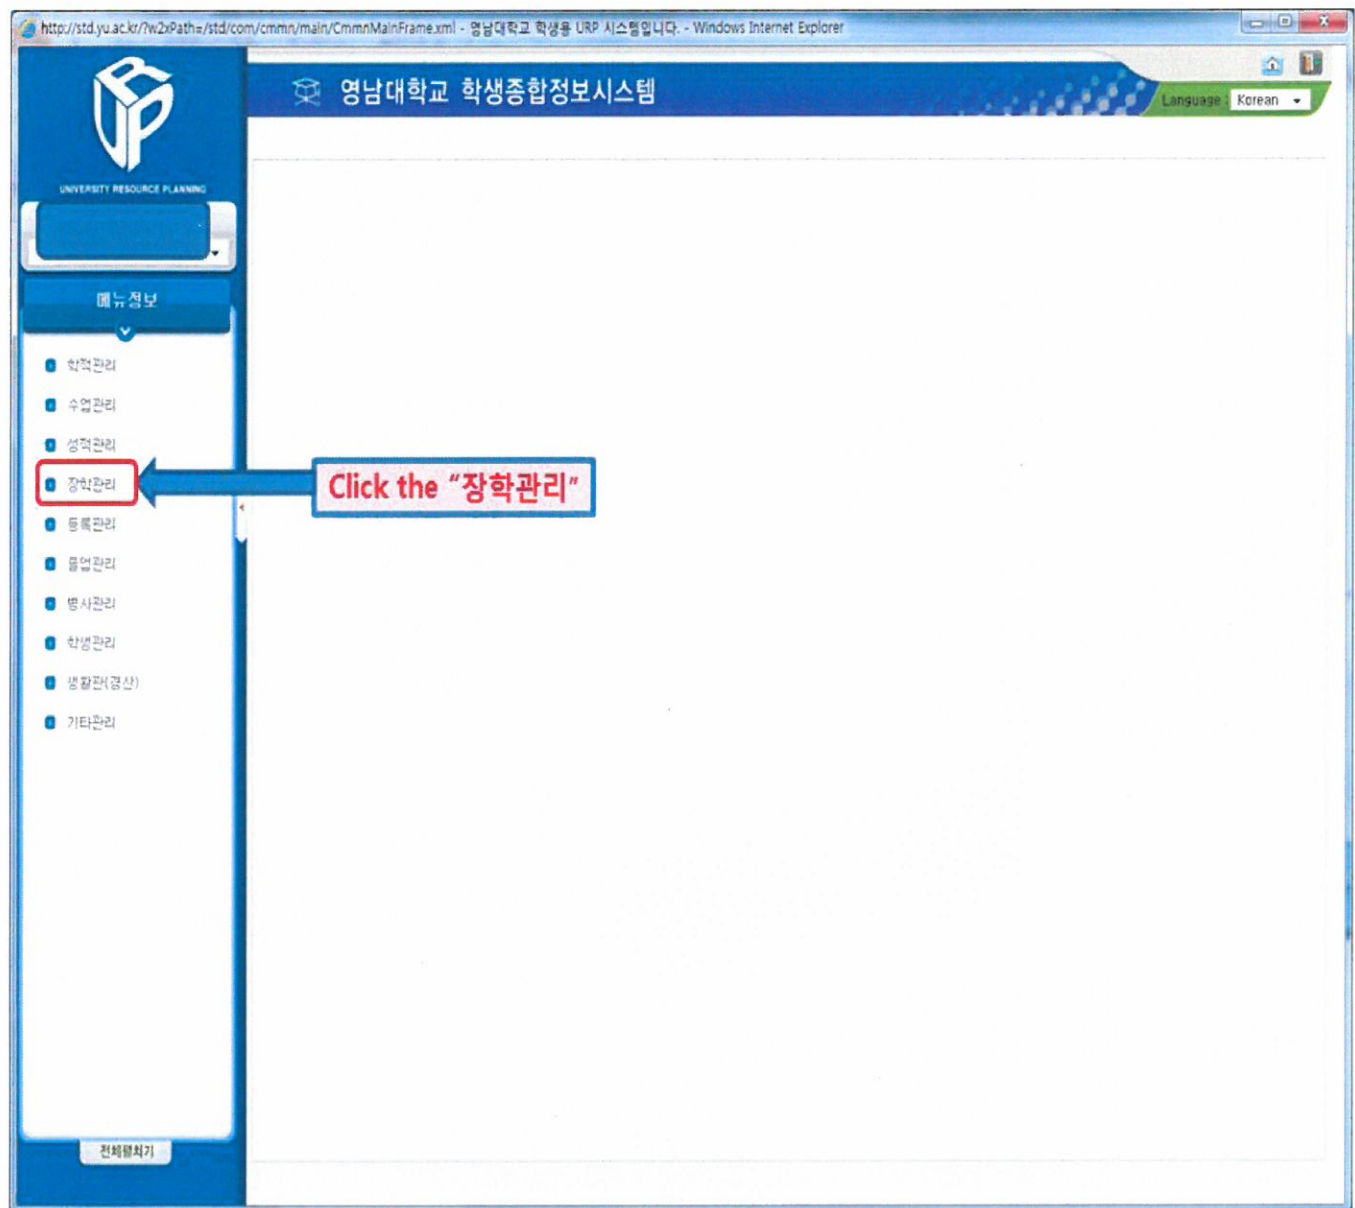 http://std.yu.ac.kr/?w2xPath=/std/com/cmmn/main/CmmnMainFrame.xml - 영남대학교 학생용 URP 시스템입니다. - Windows Internet Explorer
URP
UNIVERSITY RESOURCE PLANNING
영남대학교 학생종합정보시스템
Language : Korean
메뉴정보
학적관리
수업관리
성적관리
장학관리
Click the “장학관리”
등록관리
졸업관리
병사관리
학생관리
생활관(경산)
기타관리
전체펼치기